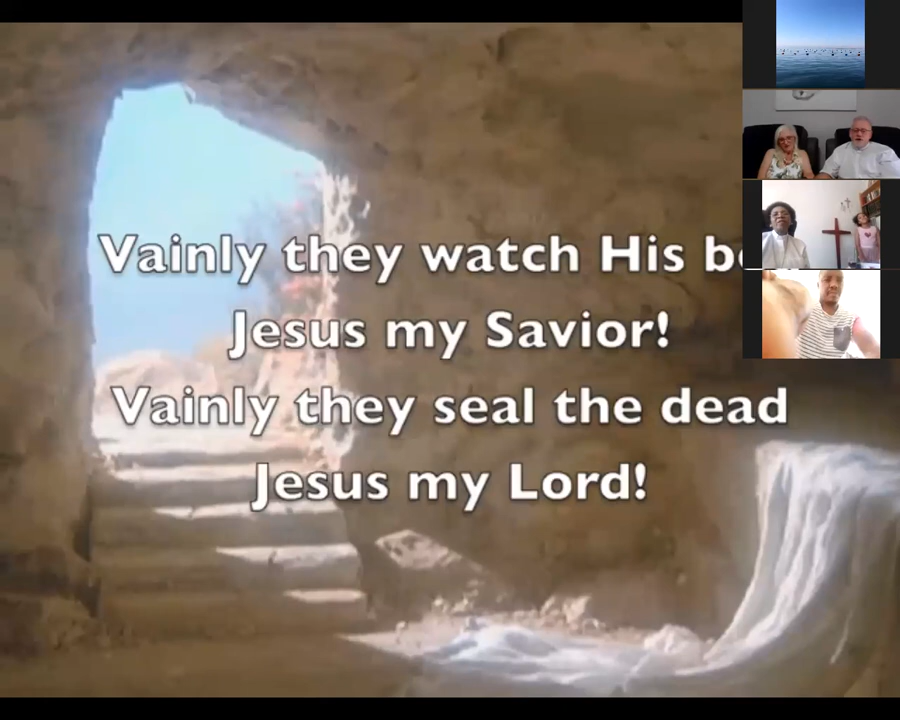 Vainly they watch His
Jesus my Savior!
Vainly they seal the dead
Jesus my Lord!